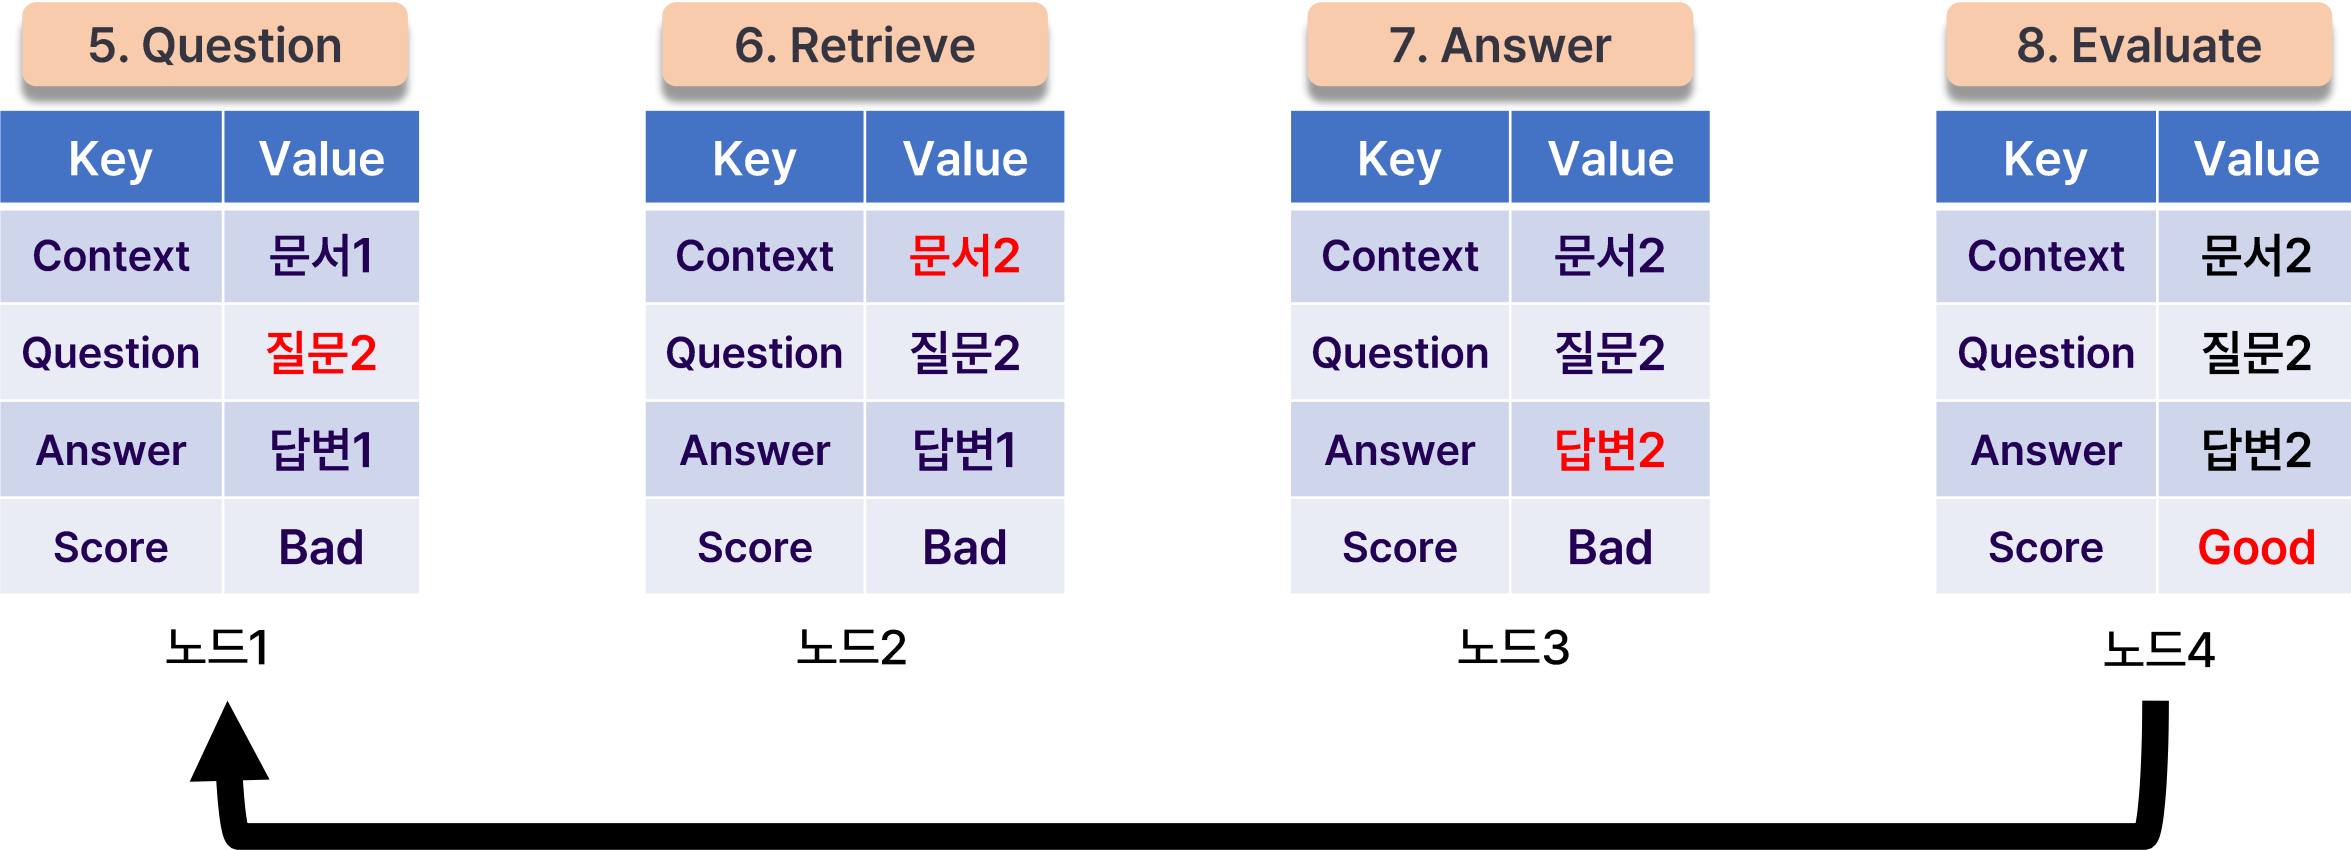 5. Question
Key Value
Context 문서1
Question 질문2
Answer 답변1
Score Bad
노드1
6. Retrieve
Key Value
Context 문서2
Question 질문2
Answer 답변1
Score Bad
노드2
7. Answer
Key Value
Context 문서2
Question 질문2
Answer 답변2
Score Bad
노드3
8. Evaluate
Key Value
Context 문서2
Question 질문2
Answer 답변2
Score Good
노드4